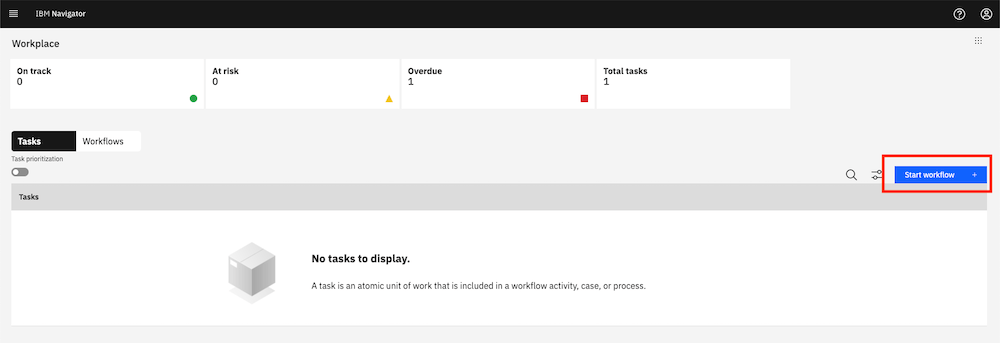 IBM Navigator
Workplace
On track
0
At risk
0
Overdue
1
Total tasks
1
Tasks
Workflows
Task prioritization
Start workflow +
Tasks
No tasks to display.
A task is an atomic unit of work that is included in a workflow activity, case, or process.